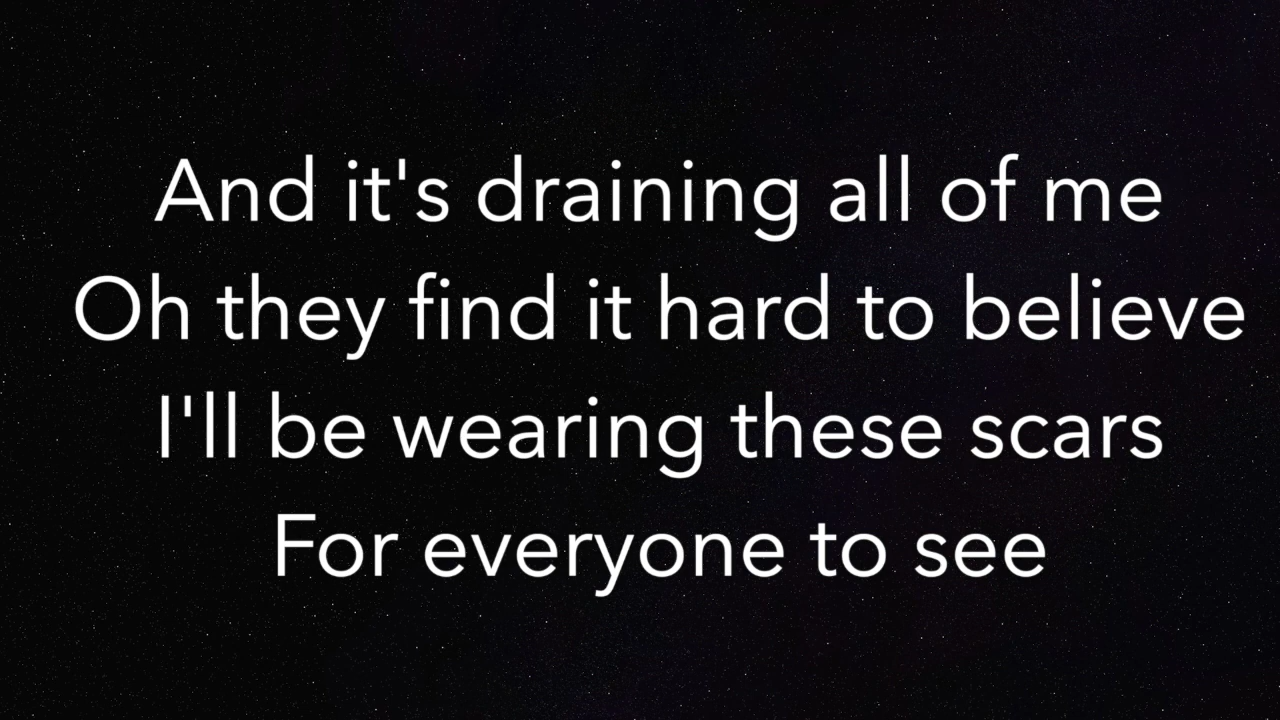 And it's draining all of me
Oh they find it hard to believe
I'll be wearing these scars
For everyone to see